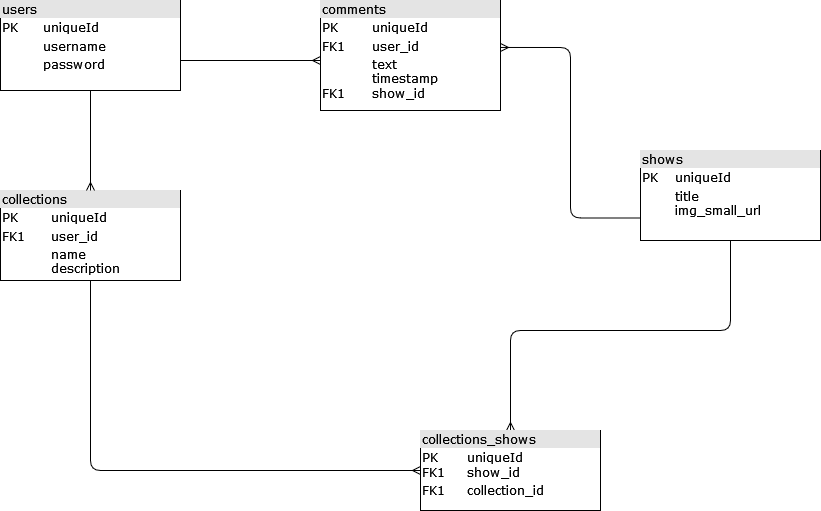 users
PK uniqueId
username
password
comments
PK uniqueId
FK1 user_id
text
timestamp
FK1 show_id
shows
PK uniqueId
title
img_small_url
collections
PK uniqueId
FK1 user_id
name
description
collections_shows
PK uniqueId
FK1 show_id
FK1 collection_id